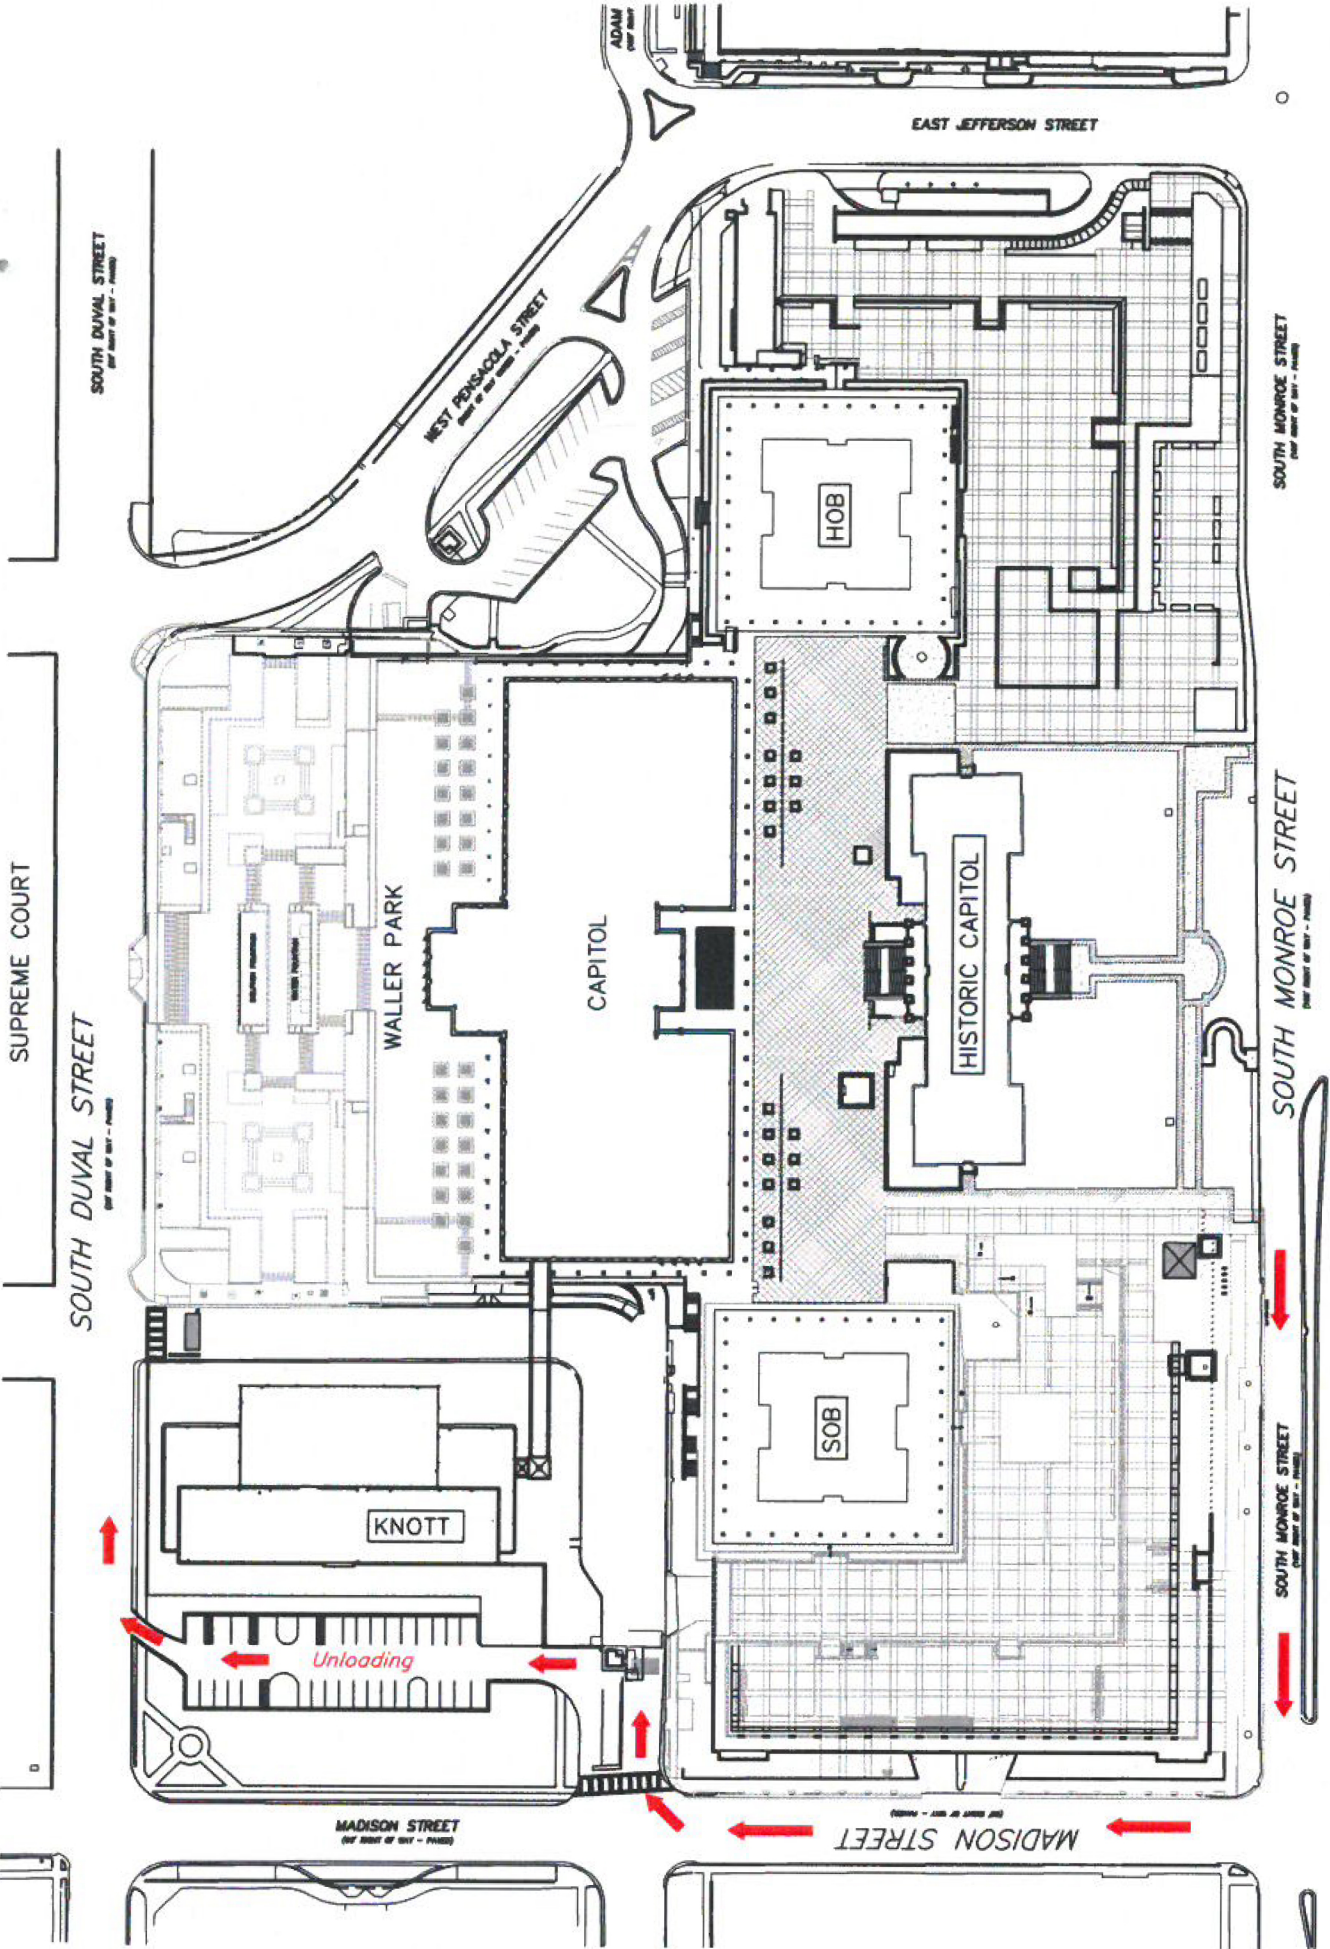 ADAM
EAST JEFFERSON STREET
SOUTH DUVAL STREET
WEST PENSACOLA STREET
SOUTH MONROE STREET
HOB
SUPREME COURT
SOUTH DUVAL STREET
WALLER PARK
CAPITOL
HISTORIC CAPITOL
SOUTH MONROE STREET
SOB
KNOTT
SOUTH MONROE STREET
Unloading
MADISON STREET
MADISON STREET